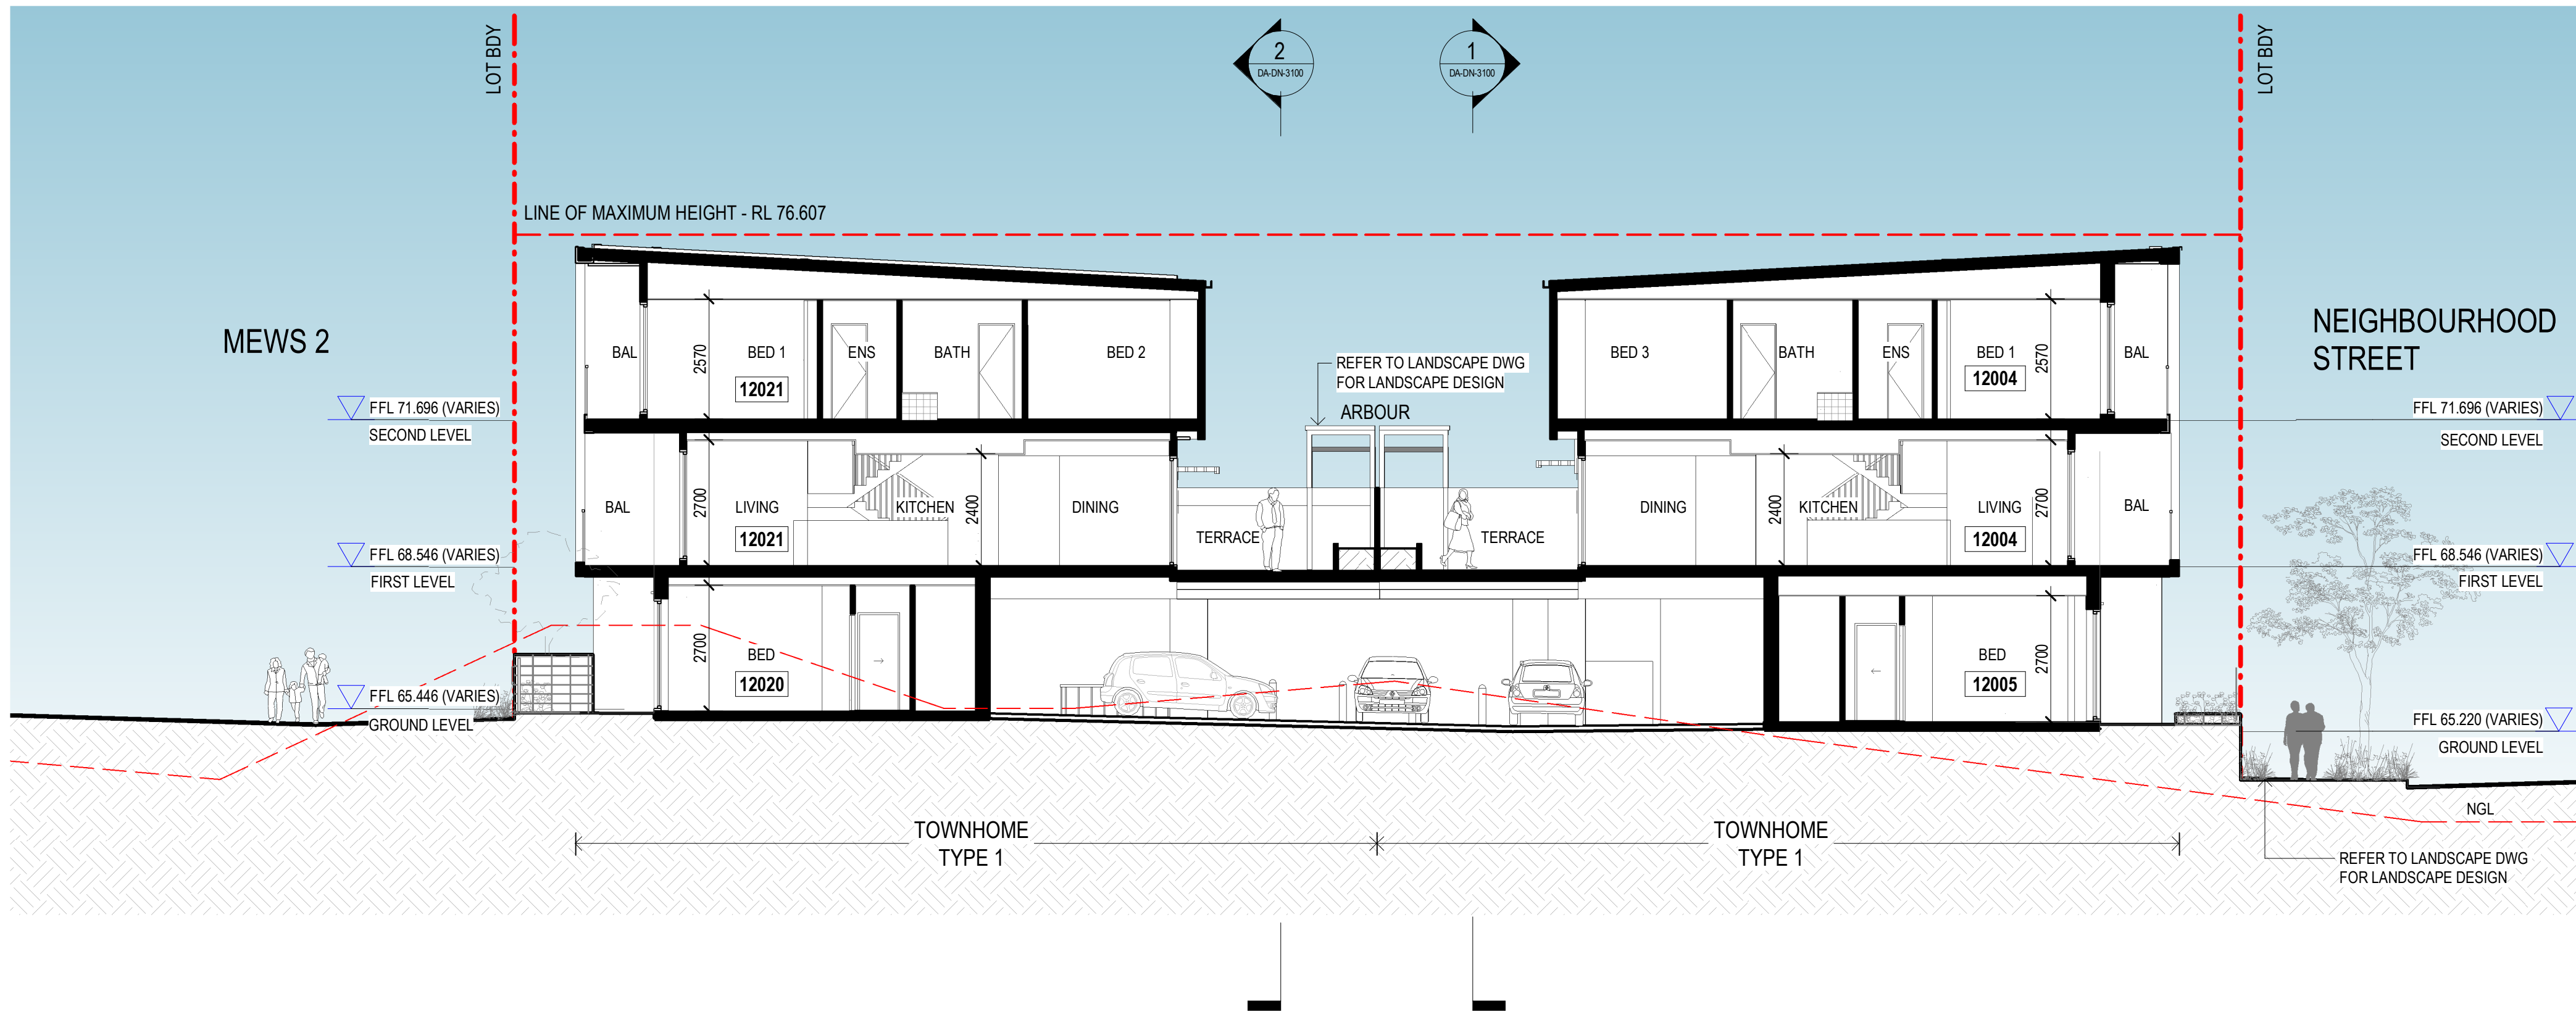 LOT BDY
2
DA-DN-3100
1
DA-DN-3100
LOT BDY
LINE OF MAXIMUM HEIGHT - RL 76.607
MEWS 2
NEIGHBOURHOOD
STREET
BAL
2570
BED 1
12021
ENS
BATH
BED 2
REFER TO LANDSCAPE DWG
FOR LANDSCAPE DESIGN
ARBOUR
BED 3
BATH
ENS
BED 1
12004
2570
BAL
FFL 71.696 (VARIES)
SECOND LEVEL
FFL 71.696 (VARIES)
SECOND LEVEL
BAL
2700
LIVING
12021
KITCHEN
2400
DINING
TERRACE
TERRACE
DINING
2400
KITCHEN
LIVING
12004
2700
BAL
FFL 68.546 (VARIES)
FIRST LEVEL
FFL 68.546 (VARIES)
FIRST LEVEL
2700
BED
12020
BED
12005
2700
FFL 65.446 (VARIES)
GROUND LEVEL
FFL 65.220 (VARIES)
GROUND LEVEL
NGL
TOWNHOME
TYPE 1
TOWNHOME
TYPE 1
REFER TO LANDSCAPE DWG
FOR LANDSCAPE DESIGN